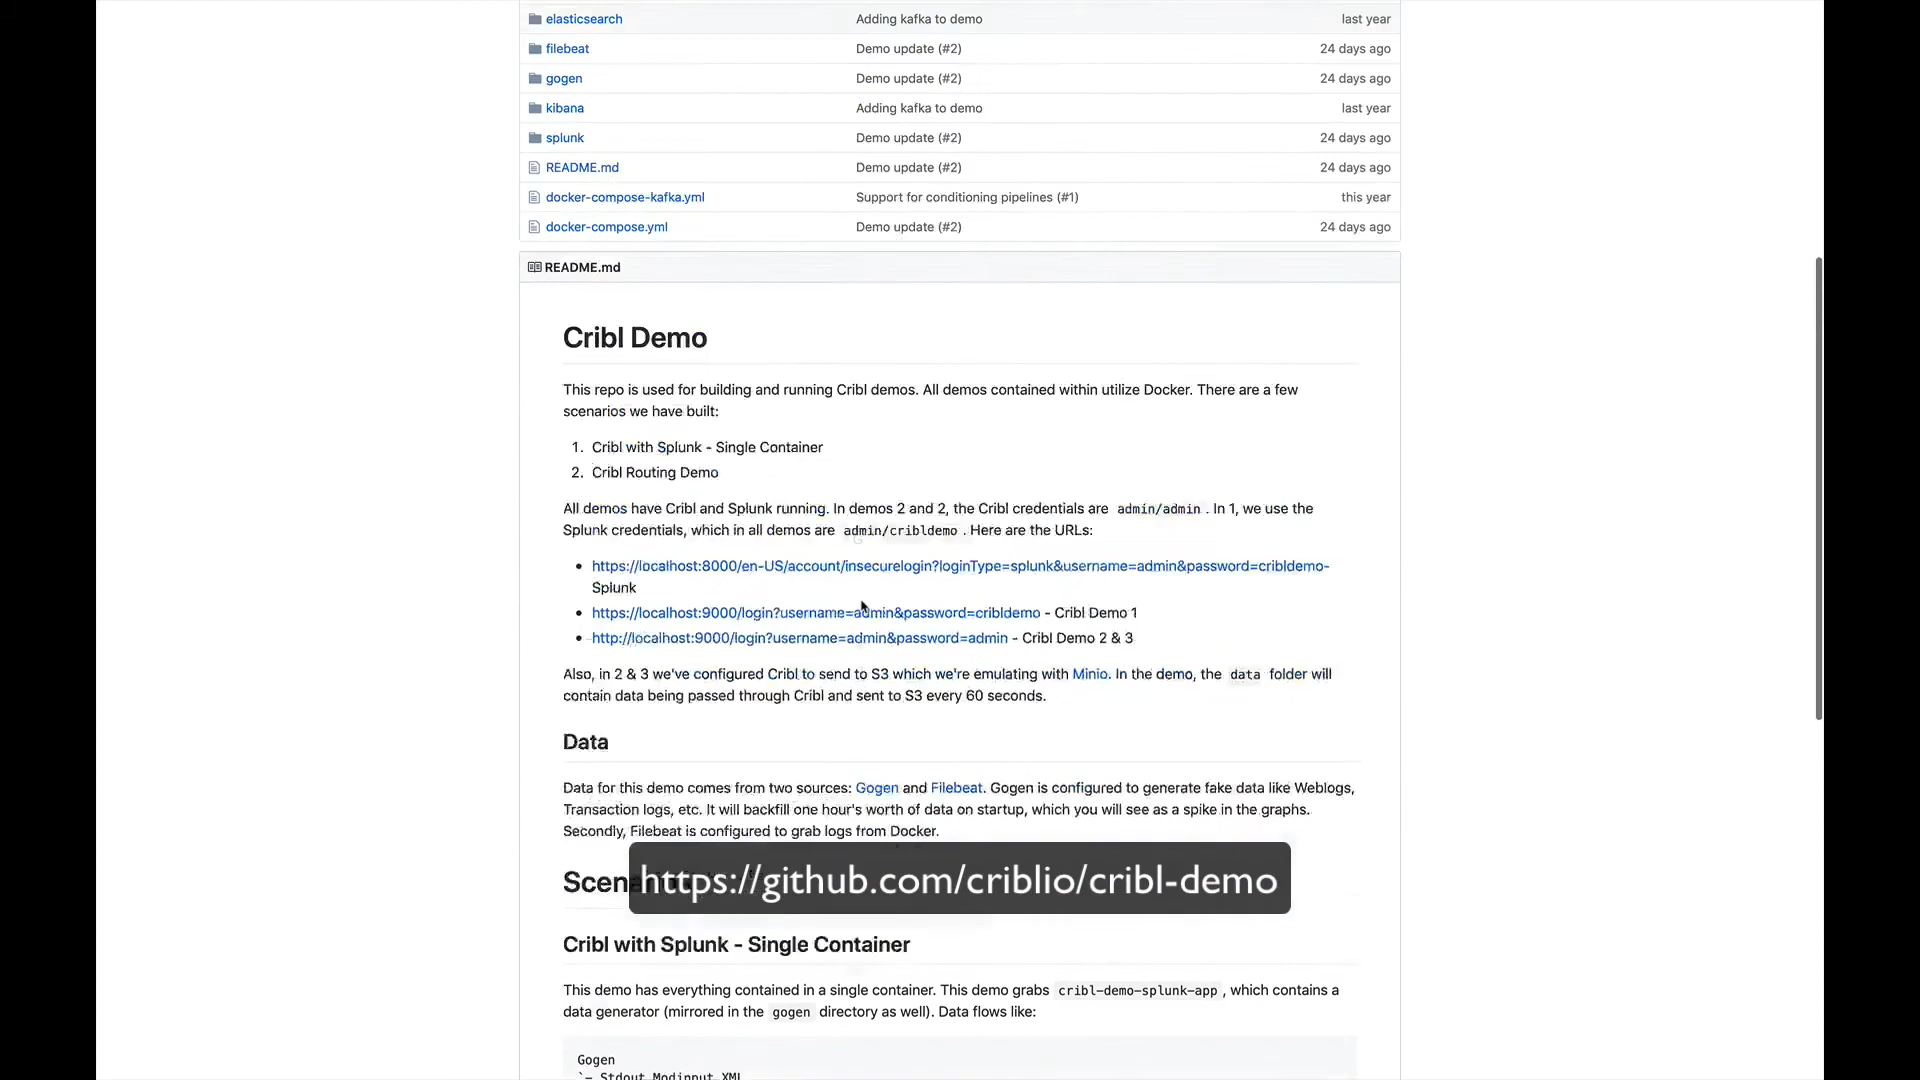 elasticsearch Adding kafka to demo last year
filebeat Demo update (#2) 24 days ago
gogen Demo update (#2) 24 days ago
kibana Adding kafka to demo last year
splunk Demo update (#2) 24 days ago
README.md Demo update (#2) 24 days ago
docker-compose-kafka.yml Support for conditioning pipelines (#1) this year
docker-compose.yml Demo update (#2) 24 days ago
README.md
Cribl Demo
This repo is used for building and running Cribl demos. All demos contained within utilize Docker. There are a few
scenarios we have built:
1. Cribl with Splunk - Single Container
2. Cribl Routing Demo
All demos have Cribl and Splunk running. In demos 2 and 2, the Cribl credentials are admin/admin . In 1, we use the
Splunk credentials, which in all demos are admin/cribldemo . Here are the URLs:
• https://localhost:8000/en-US/account/insecurelogin?loginType=splunk&username=admin&password=cribldemo-
Splunk
• https://localhost:9000/login?username=admin&password=cribldemo - Cribl Demo 1
• http://localhost:9000/login?username=admin&password=admin - Cribl Demo 2 & 3
Also, in 2 & 3 we've configured Cribl to send to S3 which we're emulating with Minio. In the demo, the data folder will
contain data being passed through Cribl and sent to S3 every 60 seconds.
Data
Data for this demo comes from two sources: Gogen and Filebeat. Gogen is configured to generate fake data like Weblogs,
Transaction logs, etc. It will backfill one hour's worth of data on startup, which you will see as a spike in the graphs.
Secondly, Filebeat is configured to grab logs from Docker.
https://github.com/criblio/cribl-demo
Cribl with Splunk - Single Container
This demo has everything contained in a single container. This demo grabs cribl-demo-splunk-app , which contains a
data generator (mirrored in the gogen directory as well). Data flows like:
Gogen
`- Stdout Modinput XML